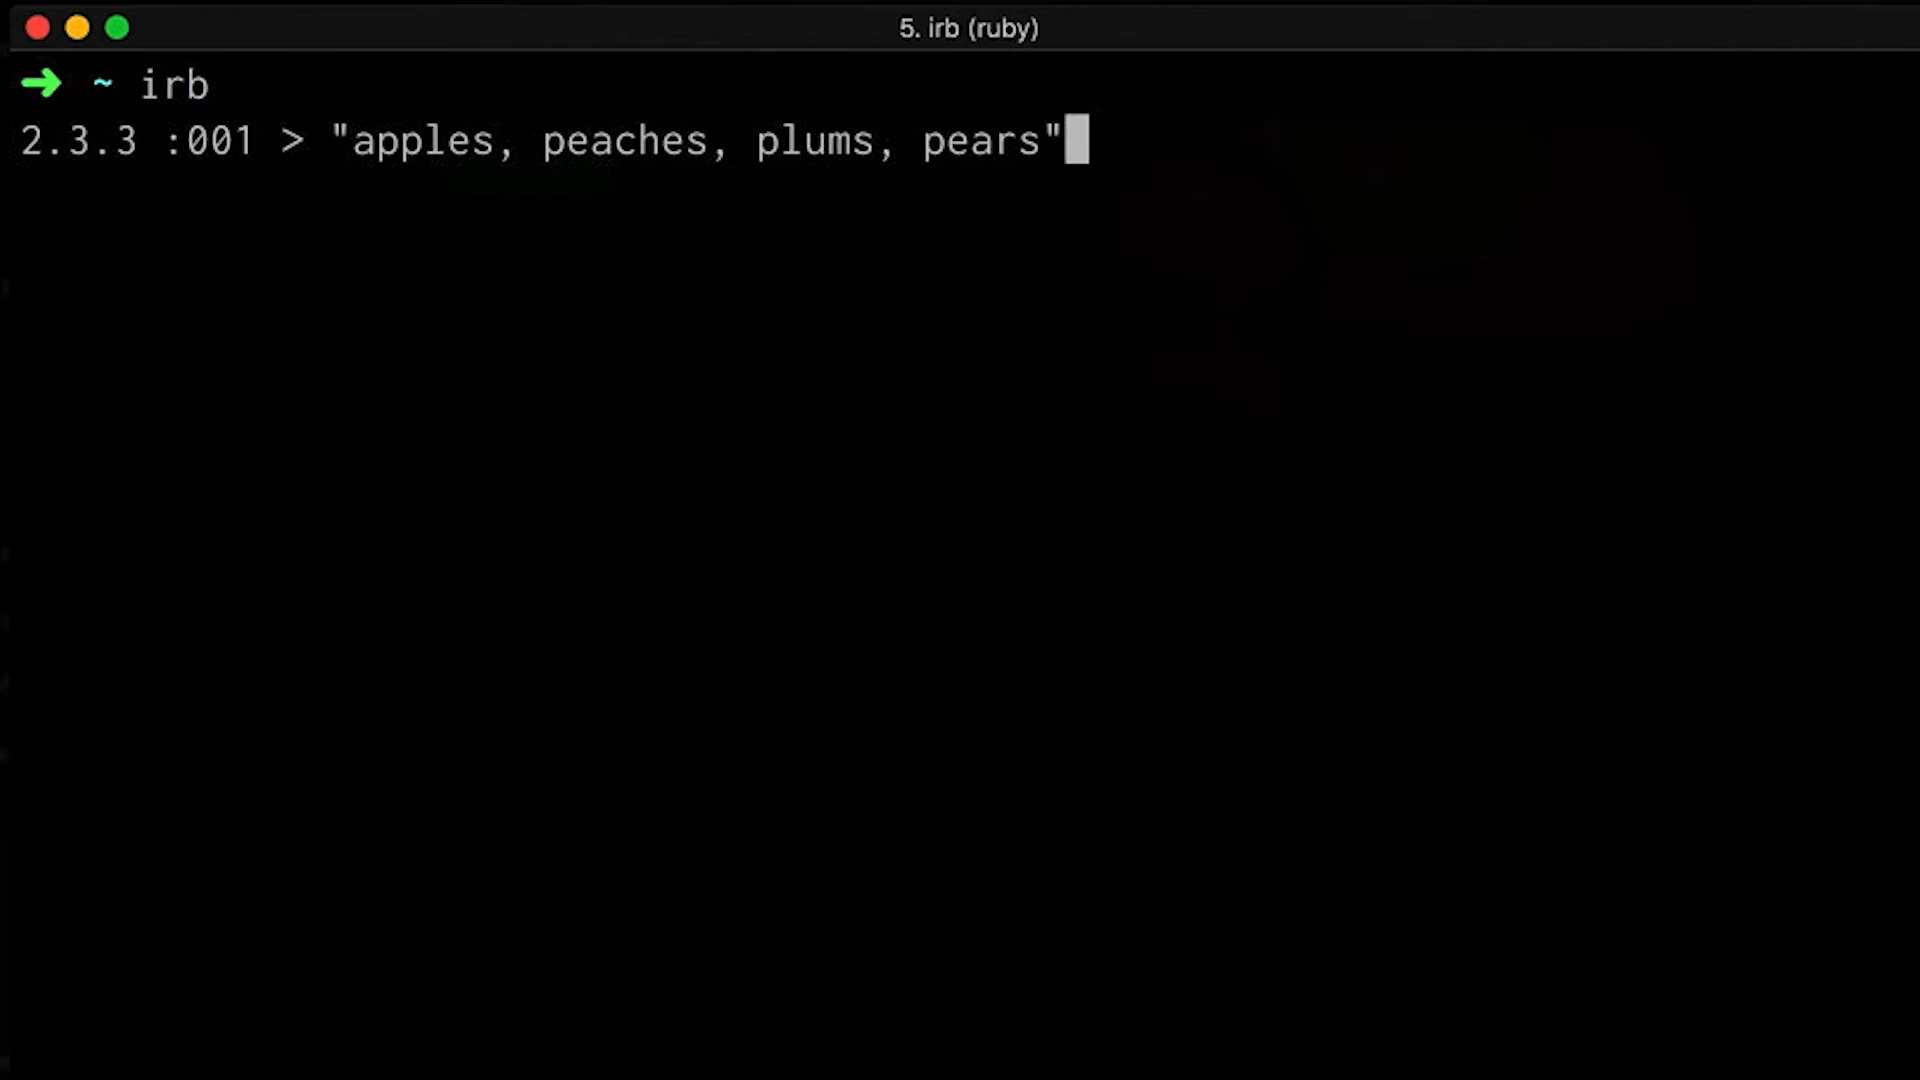 5. irb (ruby)
➜ ~ irb
2.3.3 :001 > "apples, peaches, plums, pears"